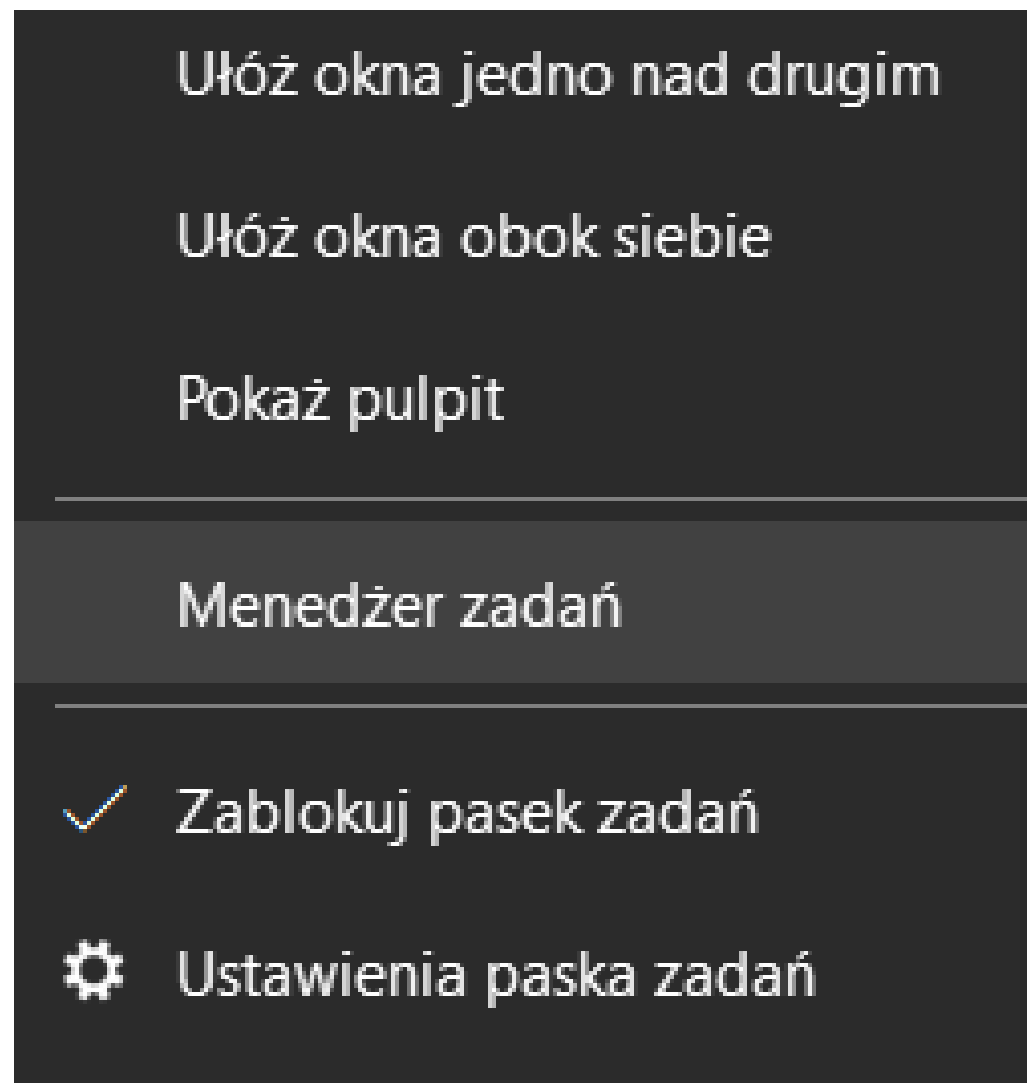 Ułóż okna jedno nad drugim
Ułóż okna obok siebie
Pokaż pulpit
Menedżer zadań
Zablokuj pasek zadań
Ustawienia paska zadań